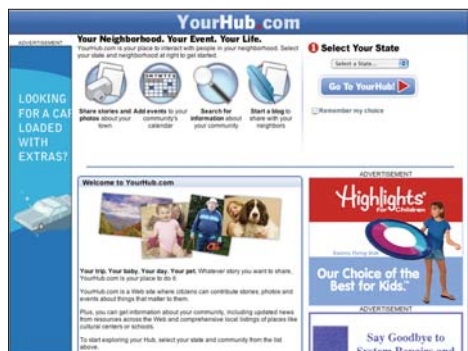 YourHub.com
ADVERTISEMENT
LOOKING
FOR A CAR
LOADED
WITH
EXTRAS?
Your Neighborhood. Your Event. Your Life.
YourHub.com is your place to interact with people in your neighborhood. Select
your state and neighborhood at right to get started.
Share stories and
photos about your
town.
Add events to your
community's
calendar
Search for
information about
your community
Start a blog to
share with your
neighbors
1 Select Your State
Select a State...
Go To YourHub!
Remember my choice
Welcome to YourHub.com
Your trip. Your baby. Your day. Your pet. Whatever story you want to share,
YourHub.com is your place to do it.
YourHub.com is a Web site where citizens can contribute stories, photos and
events about things that matter to them.
Plus, you can get information about your community, including updated news
from resources across the Web and comprehensive local listings of places like
cultural centers or schools.
To start exploring your Hub, select your state and community from the list
above.
ADVERTISEMENT
Highlights
For Children
Our Choice of the
Best for Kids.™
ADVERTISEMENT
Say Goodbye to
System Repairs and